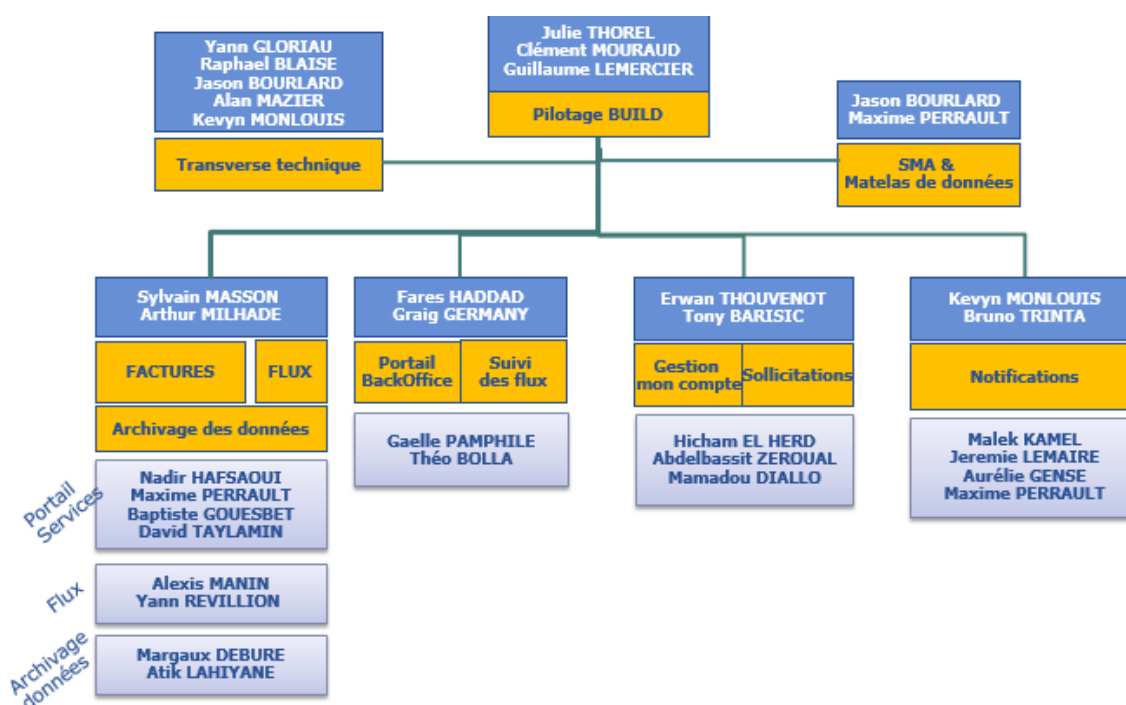 Julie THOREL
Clément MOURAUD
Guillaume LEMERCIER
Pilotage BUILD
Yann GLORIAU
Raphael BLAISE
Jason BOURLARD
Alan MAZIER
Kevyn MONLOUIS
Transverse technique
Jason BOURLARD
Maxime PERRAULT
SMA &
Matelas de données
Sylvain MASSON
Arthur MILHADE
FACTURES
FLUX
Archivage des données
Portail
Services
Nadir HAFSAOUI
Maxime PERRAULT
Baptiste GOUESBET
David TAYLAMIN
Flux
Alexis MANIN
Yann REVILLION
Archivage
données
Margaux DEBURE
Atik LAHIYANE
Fares HADDAD
Graig GERMANY
Portail
BackOffice
Suivi
des flux
Gaelle PAMPHILE
Théo BOLLA
Erwan THOUVENOT
Tony BARISIC
Gestion
mon compte
Sollicitations
Hicham EL HERD
Abdelbassit ZEROUAL
Mamadou DIALLO
Kevyn MONLOUIS
Bruno TRINTA
Notifications
Malek KAMEL
Jeremie LEMAIRE
Aurélie GENSE
Maxime PERRAULT